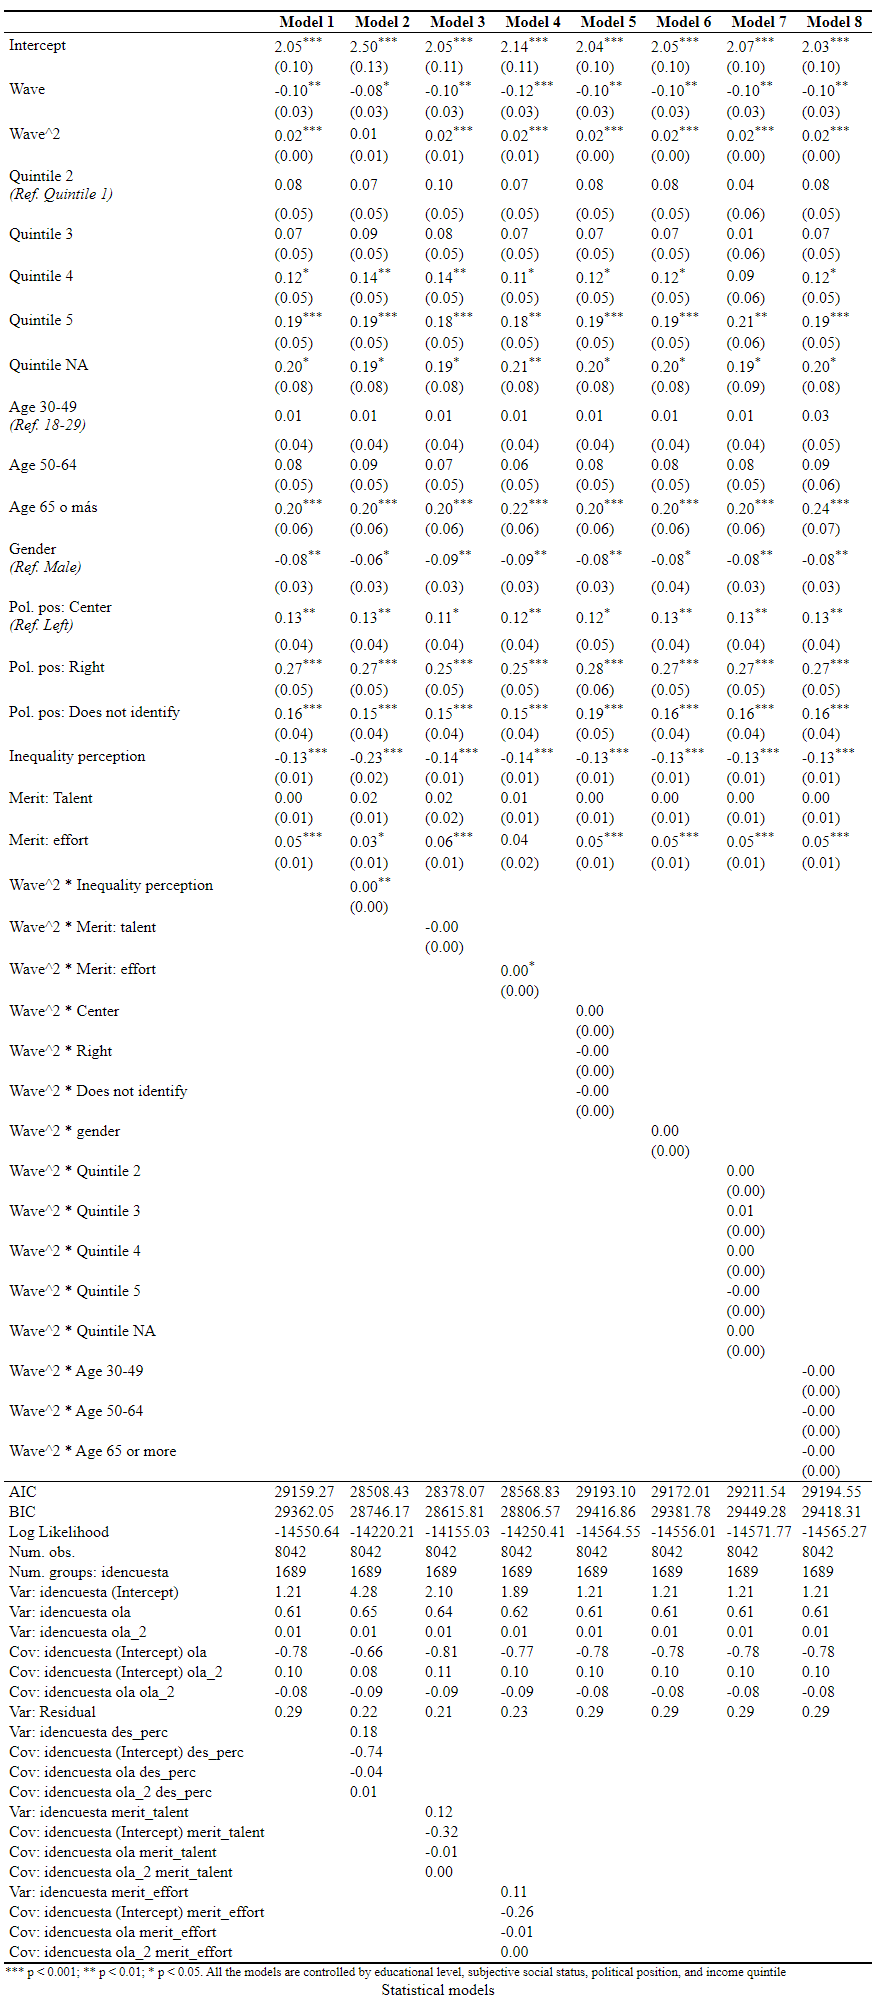 Model 1 Model 2 Model 3 Model 4 Model 5 Model 6 Model 7 Model 8
Intercept 2.05*** 2.50*** 2.05*** 2.14*** 2.04*** 2.05*** 2.07*** 2.03***
(0.10) (0.13) (0.11) (0.11) (0.10) (0.10) (0.10) (0.10)
Wave -0.10** -0.08* -0.10** -0.12*** -0.10** -0.10** -0.10** -0.10**
(0.03) (0.03) (0.03) (0.03) (0.03) (0.03) (0.03) (0.03)
Wave^2 0.02*** 0.01 0.02*** 0.02*** 0.02*** 0.02*** 0.02*** 0.02***
(0.00) (0.01) (0.01) (0.01) (0.00) (0.00) (0.00) (0.00)
Quintile 2
(Ref. Quintile 1) 0.08 0.07 0.10 0.07 0.08 0.08 0.04 0.08
(0.05) (0.05) (0.05) (0.05) (0.05) (0.05) (0.06) (0.05)
Quintile 3 0.07 0.09 0.08 0.07 0.07 0.07 0.01 0.07
(0.05) (0.05) (0.05) (0.05) (0.05) (0.05) (0.06) (0.05)
Quintile 4 0.12* 0.14** 0.14** 0.11* 0.12* 0.12* 0.09 0.12*
(0.05) (0.05) (0.05) (0.05) (0.05) (0.05) (0.06) (0.05)
Quintile 5 0.19*** 0.19*** 0.18*** 0.18** 0.19*** 0.19*** 0.21** 0.19***
(0.05) (0.05) (0.05) (0.05) (0.05) (0.05) (0.06) (0.05)
Quintile NA 0.20* 0.19* 0.19* 0.21** 0.20* 0.20* 0.19* 0.20*
(0.08) (0.08) (0.08) (0.08) (0.08) (0.08) (0.09) (0.08)
Age 30-49
(Ref. 18-29) 0.01 0.01 0.01 0.01 0.01 0.01 0.01 0.03
(0.04) (0.04) (0.04) (0.04) (0.04) (0.04) (0.04) (0.05)
Age 50-64 0.08 0.09 0.07 0.06 0.08 0.08 0.08 0.09
(0.05) (0.05) (0.05) (0.05) (0.05) (0.05) (0.05) (0.06)
Age 65 o más 0.20*** 0.20*** 0.20*** 0.22*** 0.20*** 0.20*** 0.20*** 0.24***
(0.06) (0.06) (0.06) (0.06) (0.06) (0.06) (0.06) (0.07)
Gender
(Ref. Male) -0.08** -0.06* -0.09** -0.09** -0.08** -0.08* -0.08** -0.08**
(0.03) (0.03) (0.03) (0.03) (0.03) (0.04) (0.03) (0.03)
Pol. pos: Center
(Ref. Left) 0.13** 0.13** 0.11* 0.12** 0.12* 0.13** 0.13** 0.13**
(0.04) (0.04) (0.04) (0.04) (0.05) (0.04) (0.04) (0.04)
Pol. pos: Right 0.27*** 0.27*** 0.25*** 0.25*** 0.28*** 0.27*** 0.27*** 0.27***
(0.05) (0.05) (0.05) (0.05) (0.06) (0.05) (0.05) (0.05)
Pol. pos: Does not identify 0.16*** 0.15*** 0.15*** 0.15*** 0.19*** 0.16*** 0.16*** 0.16***
(0.04) (0.04) (0.04) (0.04) (0.05) (0.04) (0.04) (0.04)
Inequality perception -0.13*** -0.23*** -0.14*** -0.14*** -0.13*** -0.13*** -0.13*** -0.13***
(0.01) (0.02) (0.01) (0.01) (0.01) (0.01) (0.01) (0.01)
Merit: Talent 0.00 0.02 0.02 0.01 0.00 0.00 0.00 0.00
(0.01) (0.01) (0.02) (0.01) (0.01) (0.01) (0.01) (0.01)
Merit: effort 0.05*** 0.03* 0.06*** 0.04 0.05*** 0.05*** 0.05*** 0.05***
(0.01) (0.01) (0.01) (0.02) (0.01) (0.01) (0.01) (0.01)
Wave^2 * Inequality perception 0.00**
(0.00)
Wave^2 * Merit: talent -0.00
(0.00)
Wave^2 * Merit: effort 0.00*
(0.00)
Wave^2 * Center 0.00
(0.00)
Wave^2 * Right -0.00
(0.00)
Wave^2 * Does not identify -0.00
(0.00)
Wave^2 * gender 0.00
(0.00)
Wave^2 * Quintile 2 0.00
(0.00)
Wave^2 * Quintile 3 0.01
(0.00)
Wave^2 * Quintile 4 0.00
(0.00)
Wave^2 * Quintile 5 -0.00
(0.00)
Wave^2 * Quintile NA 0.00
(0.00)
Wave^2 * Age 30-49 -0.00
(0.00)
Wave^2 * Age 50-64 -0.00
(0.00)
Wave^2 * Age 65 or more -0.00
(0.00)
AIC 29159.27 28508.43 28378.07 28568.83 29193.10 29172.01 29211.54 29194.55
BIC 29362.05 28746.17 28615.81 28806.57 29416.86 29381.78 29449.28 29418.31
Log Likelihood -14550.64 -14220.21 -14155.03 -14250.41 -14564.55 -14556.01 -14571.77 -14565.27
Num. obs. 8042 8042 8042 8042 8042 8042 8042 8042
Num. groups: idencuesta 1689 1689 1689 1689 1689 1689 1689 1689
Var: idencuesta (Intercept) 1.21 4.28 2.10 1.89 1.21 1.21 1.21 1.21
Var: idencuesta ola 0.61 0.65 0.64 0.62 0.61 0.61 0.61 0.61
Var: idencuesta ola_2 0.01 0.01 0.01 0.01 0.01 0.01 0.01 0.01
Cov: idencuesta (Intercept) ola -0.78 -0.66 -0.81 -0.77 -0.78 -0.78 -0.78 -0.78
Cov: idencuesta (Intercept) ola_2 0.10 0.08 0.11 0.10 0.10 0.10 0.10 0.10
Cov: idencuesta ola ola_2 -0.08 -0.09 -0.09 -0.09 -0.08 -0.08 -0.08 -0.08
Var: Residual 0.29 0.22 0.21 0.23 0.29 0.29 0.29 0.29
Var: idencuesta des_perc 0.18
Cov: idencuesta (Intercept) des_perc -0.74
Cov: idencuesta ola des_perc -0.04
Cov: idencuesta ola_2 des_perc 0.01
Var: idencuesta merit_talent 0.12
Cov: idencuesta (Intercept) merit_talent -0.32
Cov: idencuesta ola merit_talent -0.01
Cov: idencuesta ola_2 merit_talent 0.00
Var: idencuesta merit_effort 0.11
Cov: idencuesta (Intercept) merit_effort -0.26
Cov: idencuesta ola merit_effort -0.01
Cov: idencuesta ola_2 merit_effort 0.00
*** p < 0.001; ** p < 0.01; * p < 0.05. All the models are controlled by educational level, subjective social status, political position, and income quintile
Statistical models